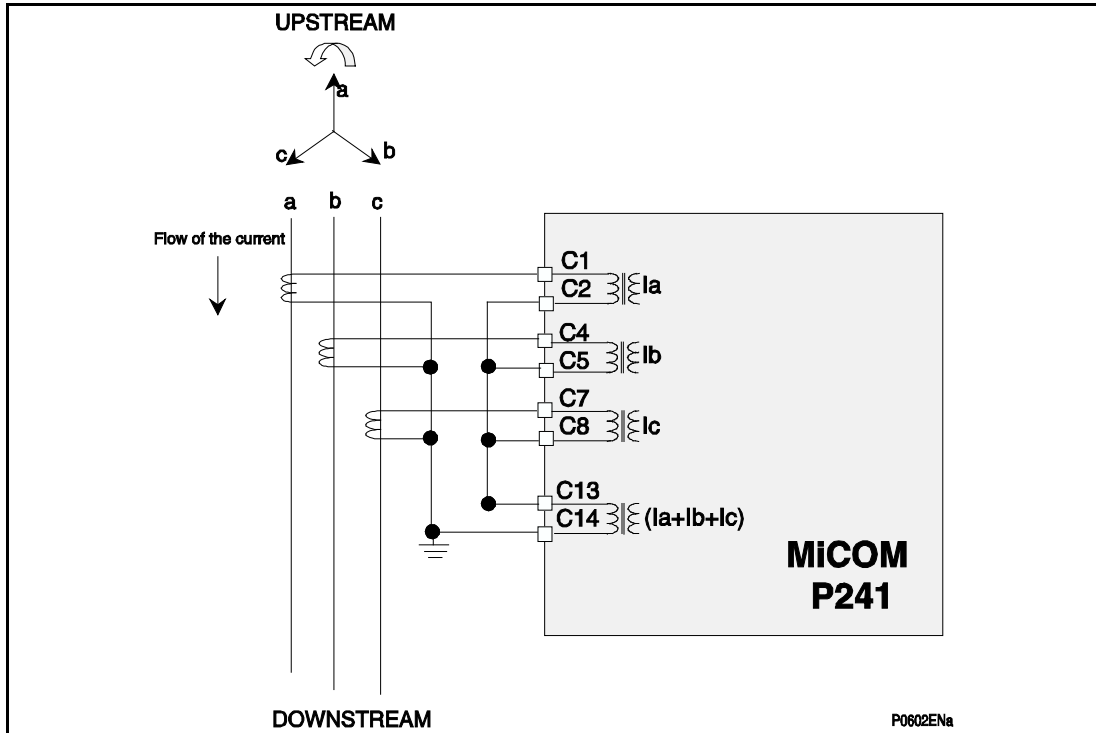 UPSTREAM
a
c
b
a b c
Flow of the current
C1
C2
Ia
C4
C5
Ib
C7
C8
Ic
C13
C14
(Ia+Ib+Ic)
MiCOM
P241
DOWNSTREAM
P0602ENa